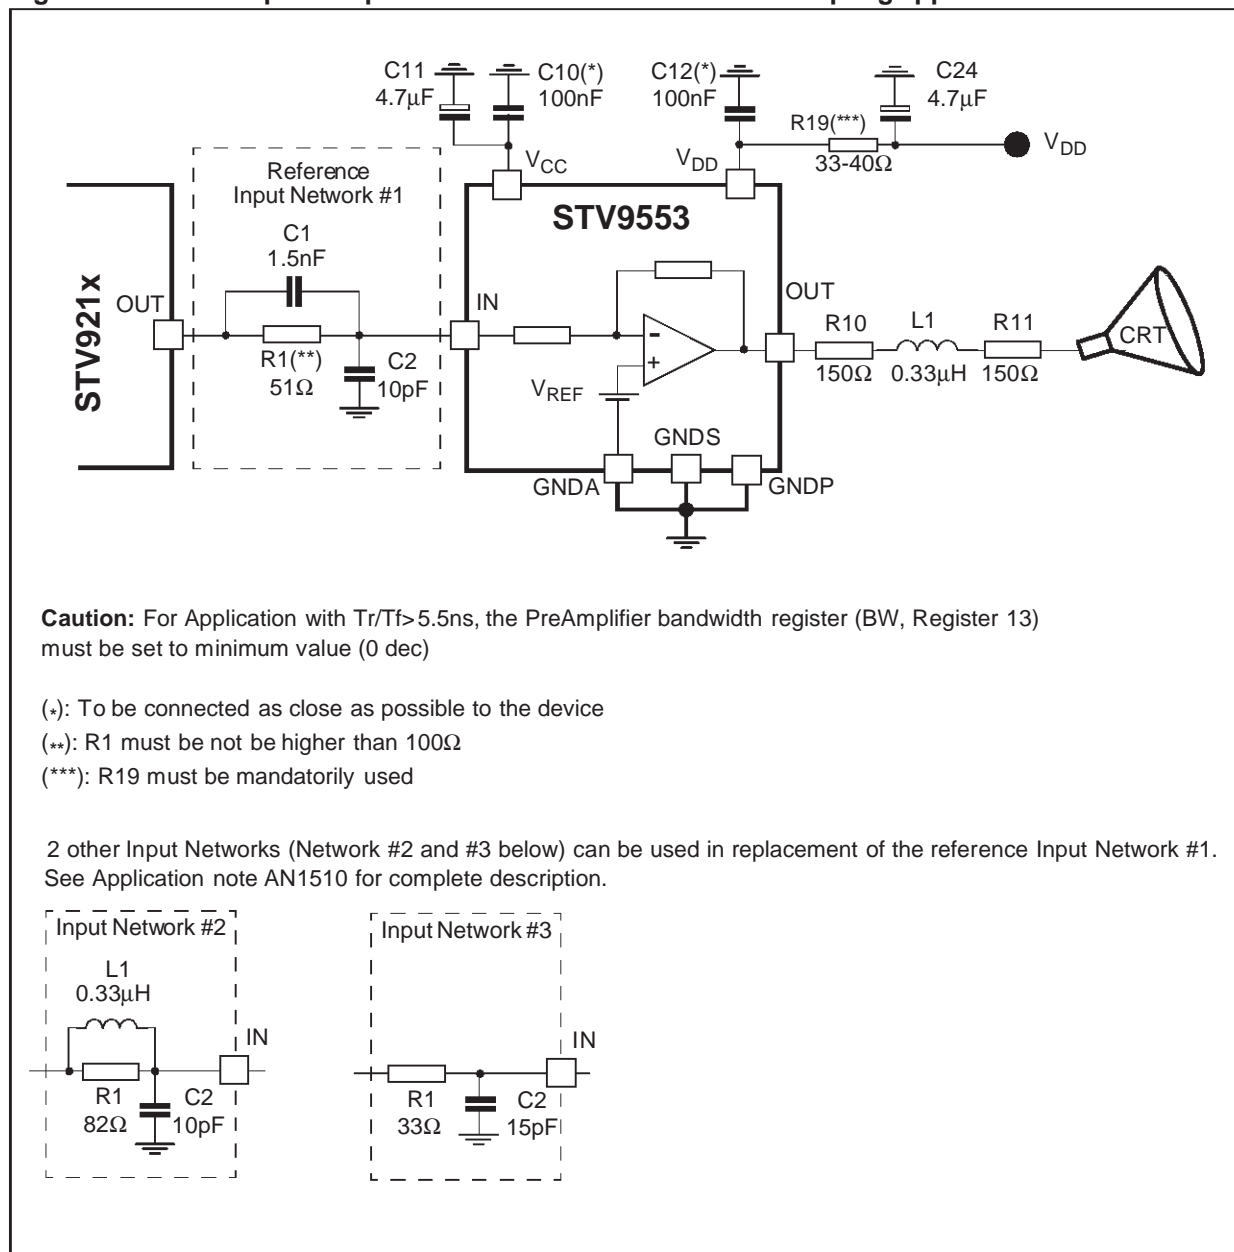 C11
4.7μF
C10(*)
100nF
C12(*)
100nF
C24
4.7μF
R19(***)
33-40Ω
VDD
VCC
VDD
Reference
Input Network #1
STV9553
C1
1.5nF
STV921x
OUT
IN
OUT
R1(**)
51Ω
C2
10pF
VREF
R10
150Ω
L1
0.33μH
R11
150Ω
CRT
GNDS
GNDA
GNDP
Caution: For Application with Tr/Tf>5.5ns, the PreAmplifier bandwidth register (BW, Register 13)
must be set to minimum value (0 dec)
(*): To be connected as close as possible to the device
(**): R1 must be not be higher than 100Ω
(***): R19 must be mandatorily used
2 other Input Networks (Network #2 and #3 below) can be used in replacement of the reference Input Network #1.
See Application note AN1510 for complete description.
Input Network #2
L1
0.33μH
IN
R1
82Ω
C2
10pF
Input Network #3
IN
R1
33Ω
C2
15pF